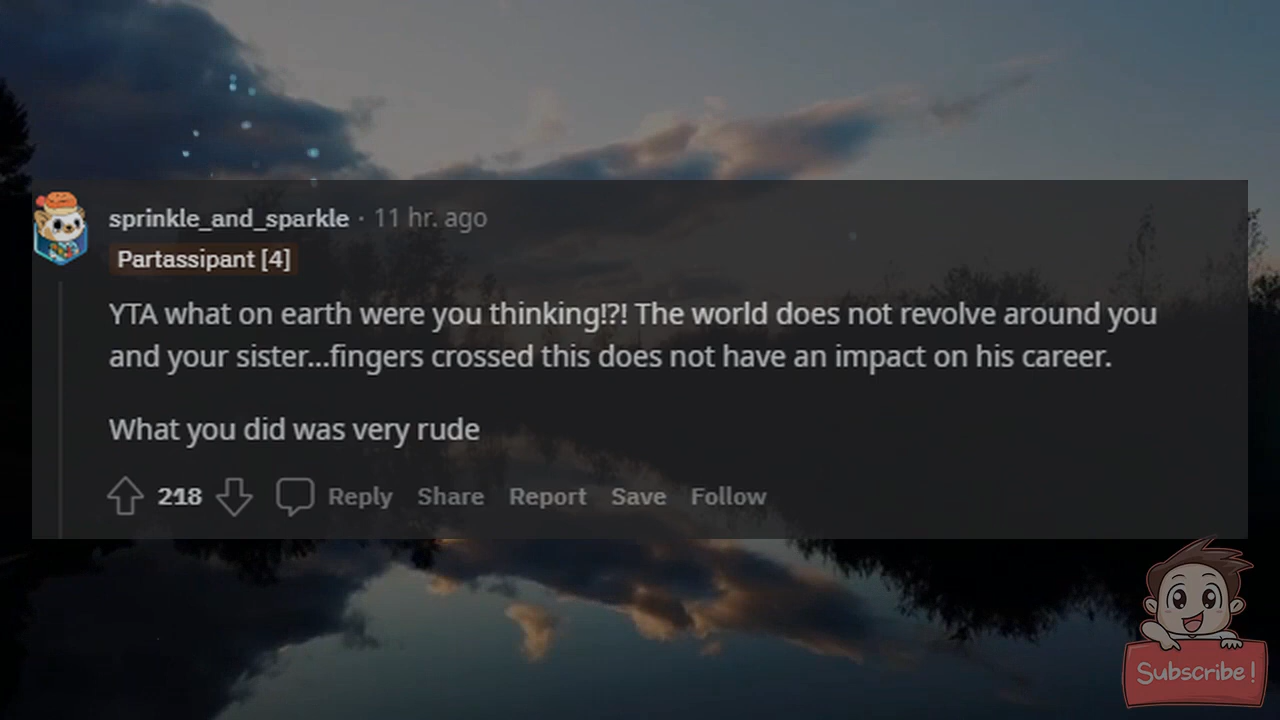 sprinkle_and_sparkle · 11 hr. ago
Partassipant [4]
YTA what on earth were you thinking!?! The world does not revolve around you
and your sister...fingers crossed this does not have an impact on his career.
What you did was very rude
218 Reply Share Report Save Follow
Subscribe!